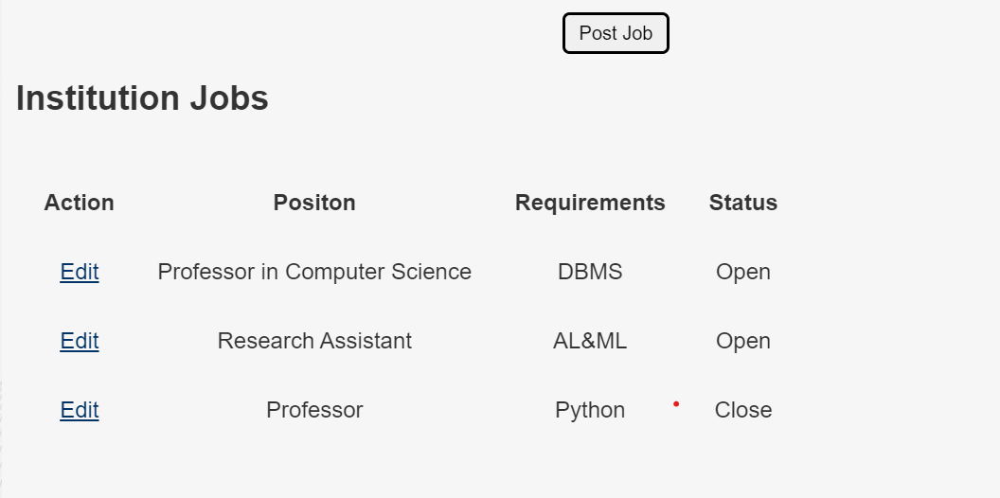 Post Job
Institution Jobs
Action Positon Requirements Status
Edit Professor in Computer Science DBMS Open
Edit Research Assistant AL&ML Open
Edit Professor Python Close